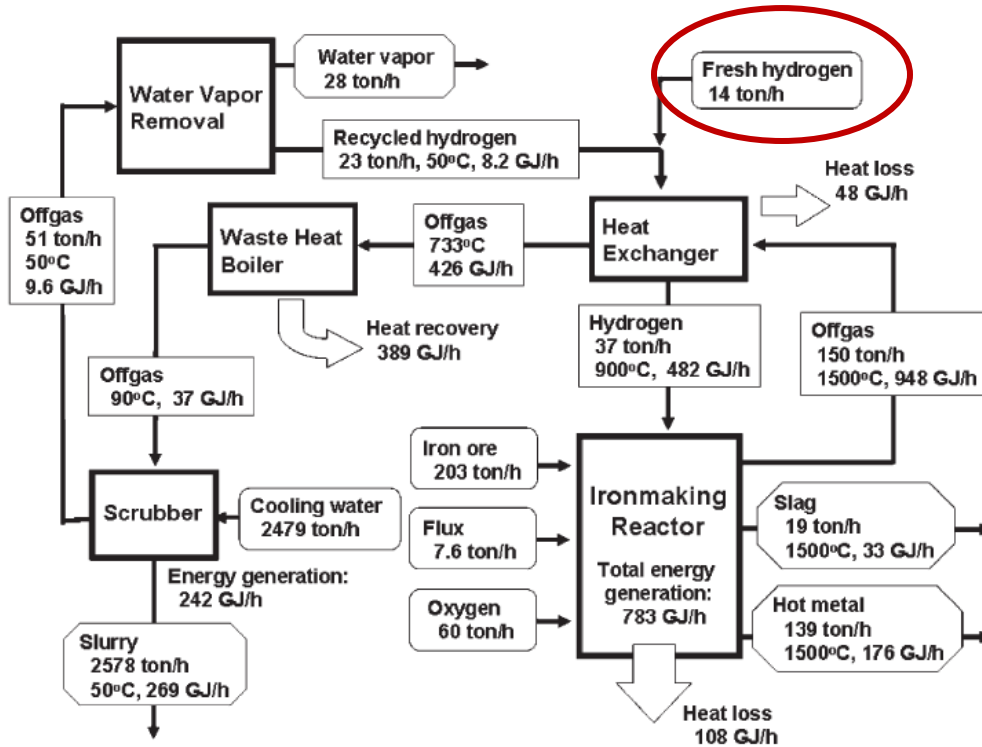 Water vapor
28 ton/h
Fresh hydrogen
14 ton/h
Water Vapor
Removal
Recycled hydrogen
23 ton/h, 50ºC, 8.2 GJ/h
Heat loss
48 GJ/h
Offgas
51 ton/h
50ºC
9.6 GJ/h
Waste Heat
Boiler
Offgas
733ºC
426 GJ/h
Heat
Exchanger
Heat recovery
389 GJ/h
Hydrogen
37 ton/h
900ºC, 482 GJ/h
Offgas
150 ton/h
1500ºC, 948 GJ/h
Offgas
90ºC, 37 GJ/h
Iron ore
203 ton/h
Scrubber
Cooling water
2479 ton/h
Flux
7.6 ton/h
Ironmaking
Reactor
Total energy
generation:
783 GJ/h
Slag
19 ton/h
1500ºC, 33 GJ/h
Energy generation:
242 GJ/h
Oxygen
60 ton/h
Hot metal
139 ton/h
1500ºC, 176 GJ/h
Slurry
2578 ton/h
50ºC, 269 GJ/h
Heat loss
108 GJ/h